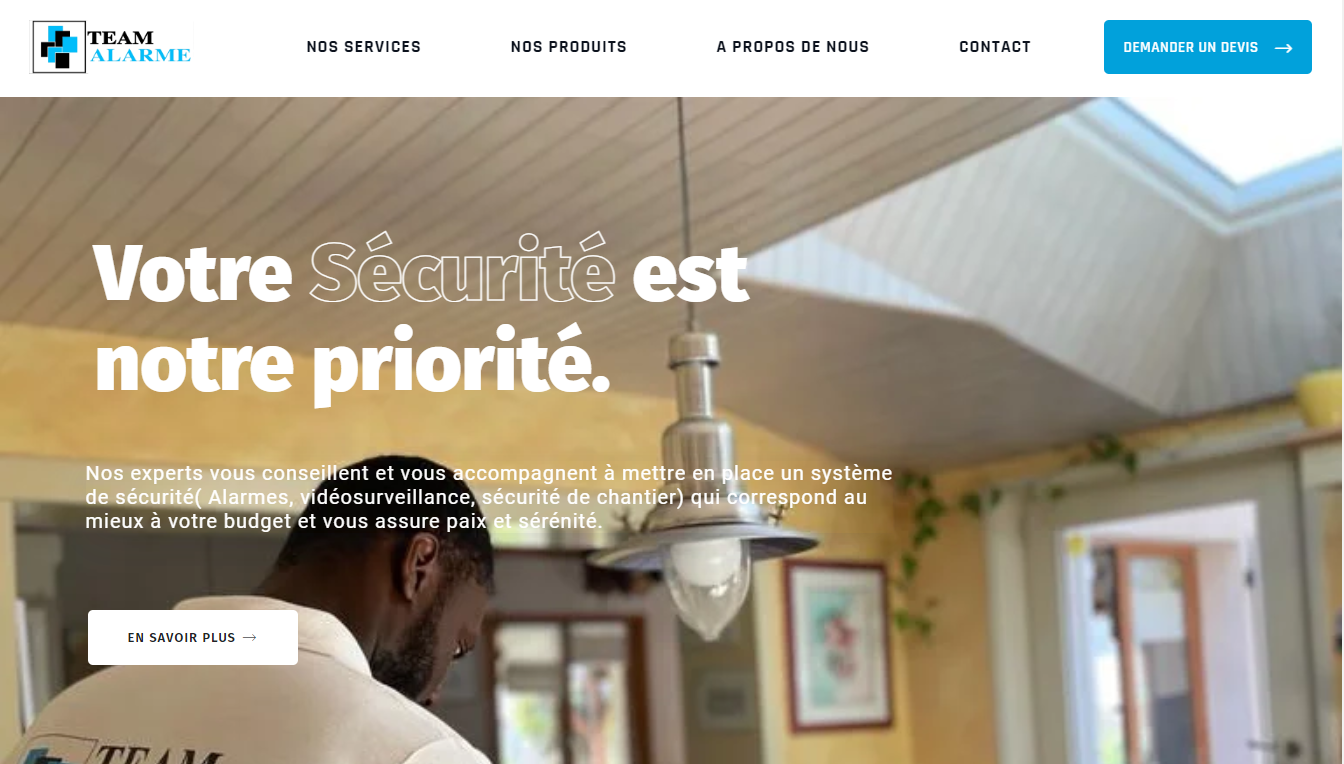 TEAM
ALARME
NOS SERVICES
NOS PRODUITS
A PROPOS DE NOUS
CONTACT
DEMANDER UN DEVIS
Votre Sécurité est
notre priorité.
Nos experts vous conseillent et vous accompagnent à mettre en place un système
de sécurité( Alarmes, vidéosurveillance, sécurité de chantier) qui correspond au
mieux à votre budget et vous assure paix et sérénité.
EN SAVOIR PLUS
TEAM